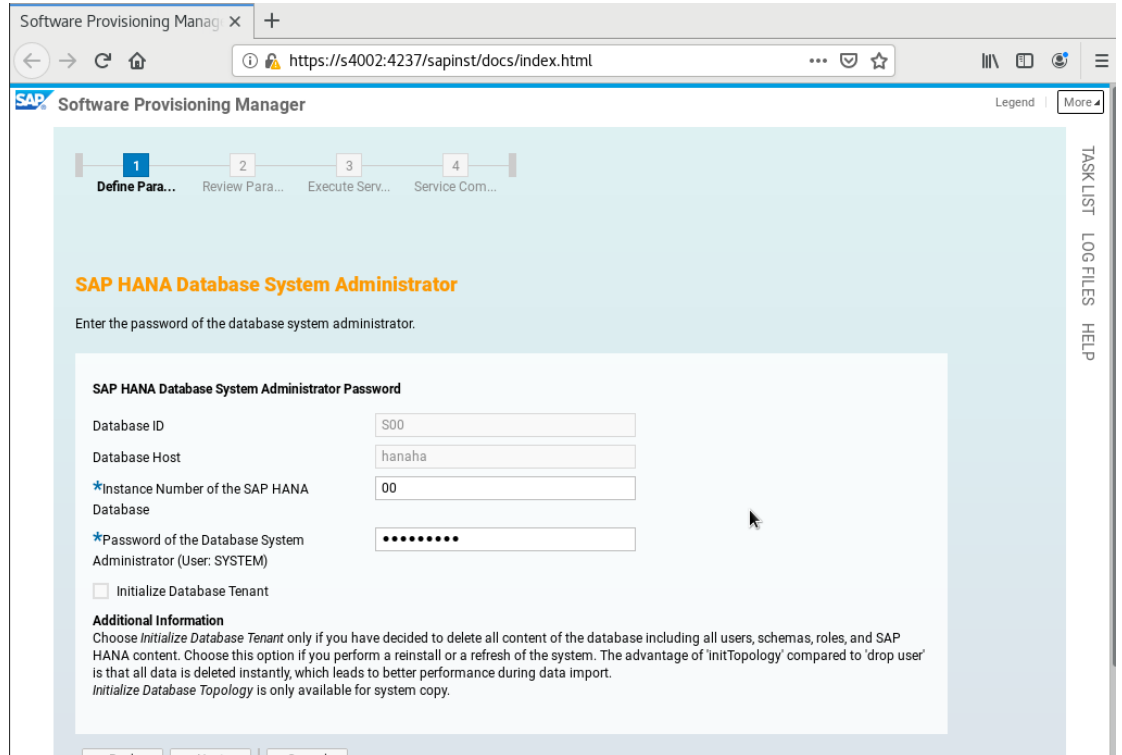 Software Provisioning Manag
https://s4002:4237/sapinst/docs/index.html
SAP Software Provisioning Manager
Legend
More
1
2
3
4
Define Para...
Review Para...
Execute Serv...
Service Com...
TASK LIST
LOG FILES
HELP
SAP HANA Database System Administrator
Enter the password of the database system administrator.
SAP HANA Database System Administrator Password
Database ID
S00
Database Host
hanaha
*Instance Number of the SAP HANA
Database
00
*Password of the Database System
Administrator (User: SYSTEM)
•••••••••
Initialize Database Tenant
Additional Information
Choose Initialize Database Tenant only if you have decided to delete all content of the database including all users, schemas, roles, and SAP
HANA content. Choose this option if you perform a reinstall or a refresh of the system. The advantage of 'initTopology' compared to 'drop user'
is that all data is deleted instantly, which leads to better performance during data import.
Initialize Database Topology is only available for system copy.